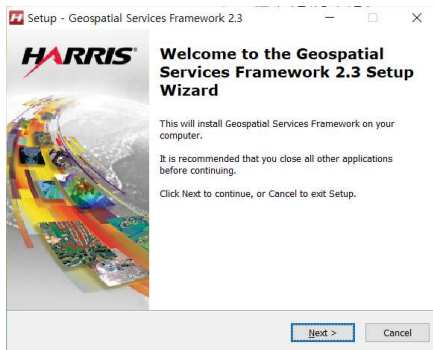 Setup - Geospatial Services Framework 2.3
HARRIS
Welcome to the Geospatial
Services Framework 2.3 Setup
Wizard
This will install Geospatial Services Framework on your
computer.
It is recommended that you close all other applications
before continuing.
Click Next to continue, or Cancel to exit Setup.
Next >
Cancel